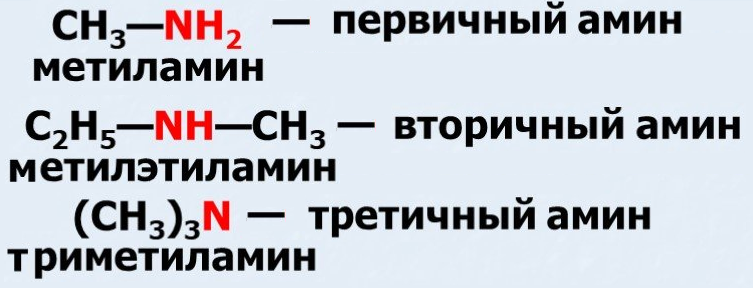 CH₃—NH₂ — первичный амин
метиламин
C₂H₅—NH—CH₃ — вторичный амин
метилэтиламин
(CH₃)₃N — третичный амин
триметиламин